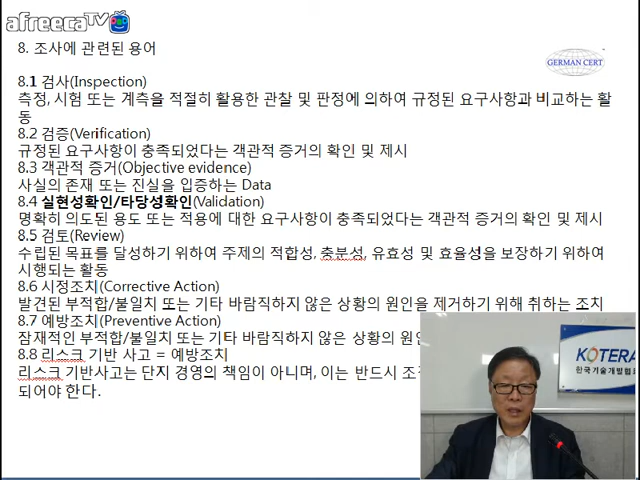 afreecaTV
8. 조사에 관련된 용어
GERMAN CERT
8.1 검사(Inspection)
측정, 시험 또는 계측을 적절히 활용한 관찰 및 판정에 의하여 규정된 요구사항과 비교하는 활
동
8.2 검증(Verification)
규정된 요구사항이 충족되었다는 객관적 증거의 확인 및 제시
8.3 객관적 증거(Objective evidence)
사실의 존재 또는 진실을 입증하는 Data
8.4 실현성확인/타당성확인(Validation)
명확히 의도된 용도 또는 적용에 대한 요구사항이 충족되었다는 객관적 증거의 확인 및 제시
8.5 검토(Review)
수립된 목표를 달성하기 위하여 주제의 적합성, 충분성, 유효성 및 효율성을 보장하기 위하여
시행되는 활동
8.6 시정조치(Corrective Action)
발견된 부적합/불일치 또는 기타 바람직하지 않은 상황의 원인을 제거하기 위해 취하는 조치
8.7 예방조치(Preventive Action)
잠재적인 부적합/불일치 또는 기타 바람직하지 않은 상황의 원
8.8 리스크 기반 사고 = 예방조치
리스크 기반사고는 단지 경영의 책임이 아니며, 이는 반드시 조
되어야 한다.
KOTERA
한국기술개발협